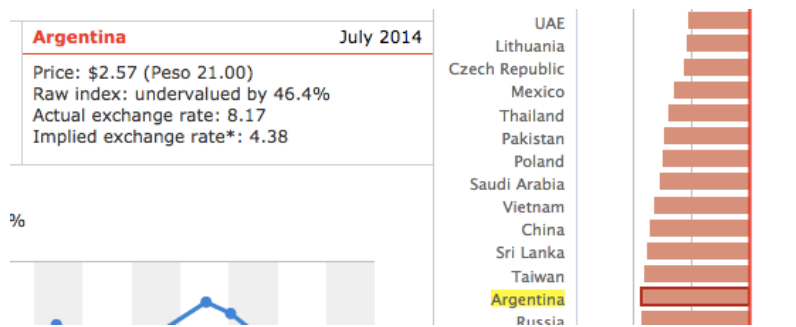 Argentina July 2014
Price: $2.57 (Peso 21.00)
Raw index: undervalued by 46.4%
Actual exchange rate: 8.17
Implied exchange rate*: 4.38
%
UAE
Lithuania
Czech Republic
Mexico
Thailand
Pakistan
Poland
Saudi Arabia
Vietnam
China
Sri Lanka
Taiwan
Argentina
Russia